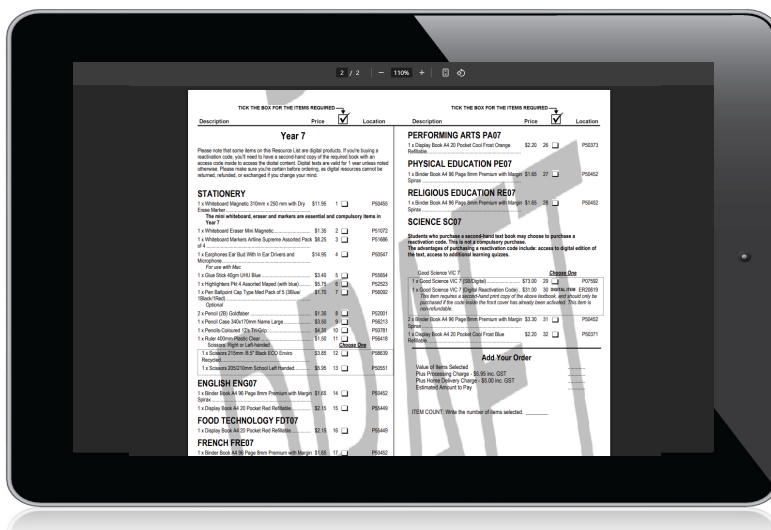 2 / 2 − 110% +
TICK THE BOX FOR THE ITEMS REQUIRED
Description Price Location
Year 7
Please note that some items on this Resource List are digital products. If you're buying a
reactivation code, you'll need to have a second-hand copy of the required book with an
access code inside to access the digital content. Digital texts are valid for 1 year unless noted
otherwise. Please make sure you're certain before ordering, as digital resources cannot be
returned, refunded, or exchanged if you change your mind.
STATIONERY
1 x Whiteboard Magnetic 310mm x 250 mm with Dry $11.95 1 P50455
Erase Marker
The mini whiteboard, eraser and markers are essential and compulsory items in
Year 7
1 x Whiteboard Eraser Mini Magnetic $1.35 2 P51072
1 x Whiteboard Markers Artline Supreme Assorted Pack $8.25 3 P51686
of 4
1 x Earphones Ear Bud With In Ear Drivers and $14.95 4 P50547
Microphone
For use with Mac
1 x Glue Stick 40gm UHU Blue $3.40 5
1 x Highlighters Pkt 4 Assorted Maped (with blue) $5.75 6 P52523
1 x Pen Ballpoint Cap Type Med Pack of 5 (3Blue/ $1.70 7 P56092
1Black/1Red)
Optional
2 x Pencil (2B) Goldfaber $1.30 8 P52001
1 x Pencil Case 340x170mm Name Large $3.50 9 P56213
1 x Pencils-Coloured 12's Tri-Grip $4.35 10 P50781
1 x Ruler 400mm Plastic Clear $1.50 11 P56418
Scissors: Right or Left-handed Choose One
1 x Scissors 215mm /8.5" Black ECO Enviro $3.85 12 P58639
Recycled
1 x Scissors 205/210mm School Left Handed $5.95 13 P50551
ENGLISH ENG07
1 x Binder Book A4 96 Page 8mm Premium with Margin $1.65 14 P50452
Spirax
1 x Display Book A4 20 Pocket Red Refillable $2.15 15 P55449
FOOD TECHNOLOGY FDT07
1 x Display Book A4 20 Pocket Red Refillable $2.15 16 P55449
FRENCH FRE07
1 x Binder Book A4 96 Page 8mm Premium with Margin $1.65 17 P50452
TICK THE BOX FOR THE ITEMS REQUIRED
Description Price Location
PERFORMING ARTS PA07
1 x Display Book A4 20 Pocket Cool Frost Orange $2.20 26 P50373
Refillable
PHYSICAL EDUCATION PE07
1 x Binder Book A4 96 Page 8mm Premium with Margin $1.65 27 P50452
Spirax
RELIGIOUS EDUCATION RE07
1 x Binder Book A4 96 Page 8mm Premium with Margin $1.65 28 P50452
Spirax
SCIENCE SC07
Students who purchase a second-hand text book may choose to purchase a
reactivation code. This is not a compulsory purchase.
The advantages of purchasing a reactivation code include: access to digital edition of
the text, access to additional learning quizzes.
Good Science VIC 7 Choose One
1 x Good Science VIC 7 (SB/Digital) $73.00 29 P07592
1 x Good Science VIC 7 (Digital Reactivation Code) $31.00 30 DIGITAL ITEM ER20619
This item requires a second-hand print copy of the above textbook, and should only be
purchased if the code inside the front cover has already been activated. This item is
non-refundable.
2 x Binder Book A4 96 Page 8mm Premium with Margin $3.30 31 P50452
Spirax
1 x Display Book A4 20 Pocket Cool Frost Blue $2.20 32 P50371
Refillable
Add Your Order
Value of Items Selected
Plus Processing Charge - $5.95 inc. GST
Plus Home Delivery Charge - $5.00 inc. GST
Estimated Amount to Pay
ITEM COUNT: Write the number of items selected.
DRAFT